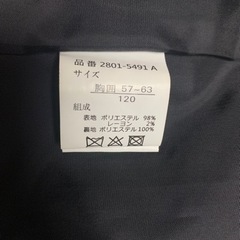 品番 2801-5491 A
サイズ
胸囲 57-63
120
組成
表地 ポリエステル 98%
レーヨン 2%
裏地 ポリエステル 100%